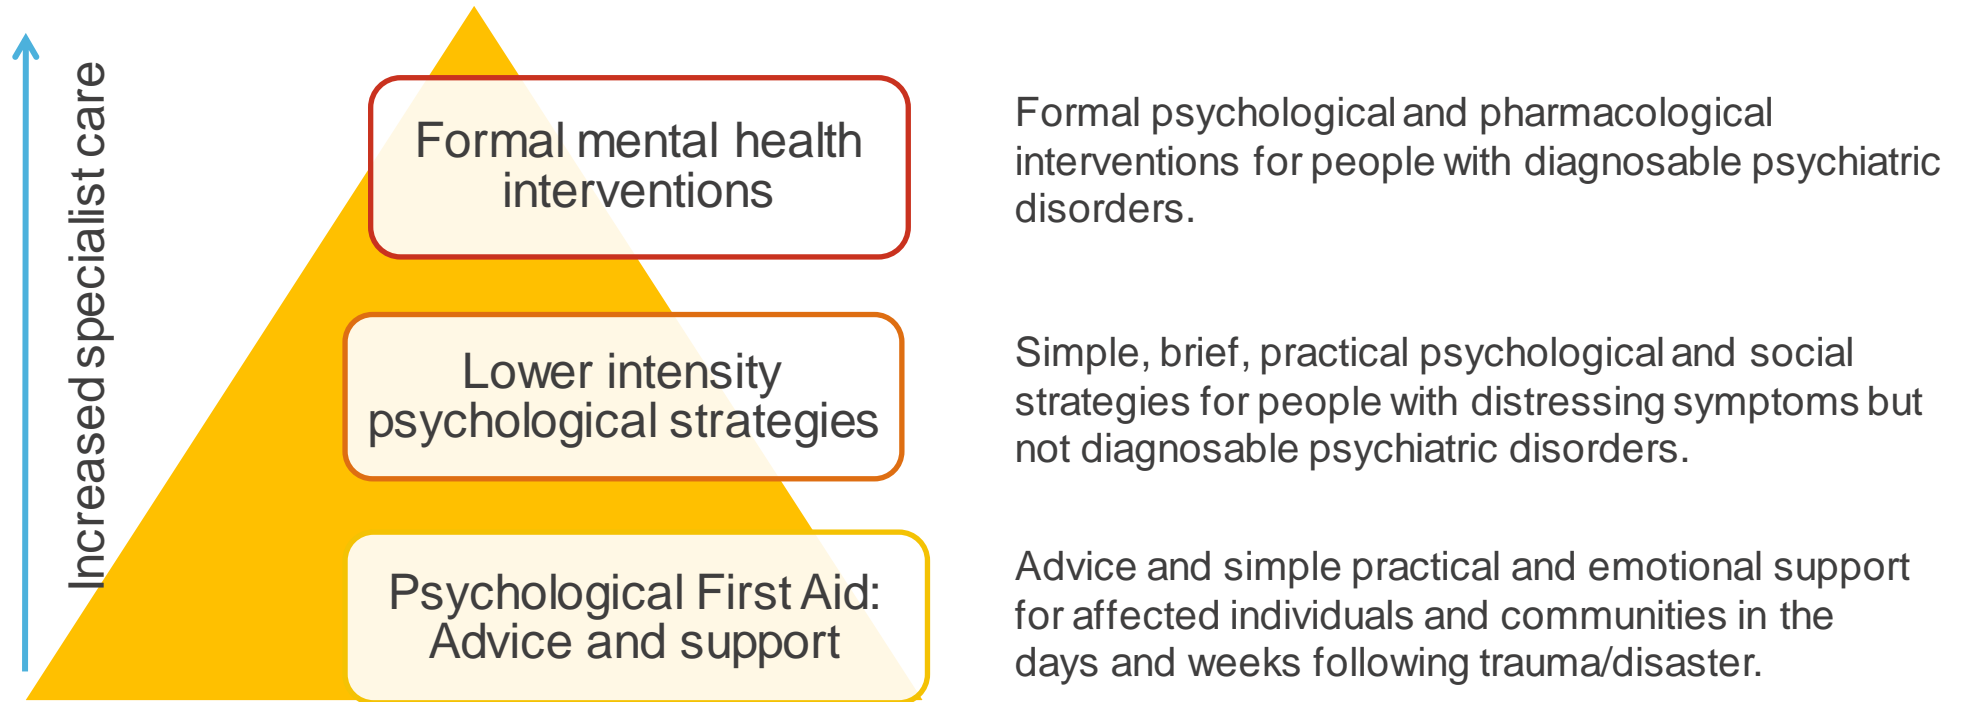 Increased specialist care
Formal mental health
interventions
Formal psychological and pharmacological
interventions for people with diagnosable psychiatric
disorders.
Lower intensity
psychological strategies
Simple, brief, practical psychological and social
strategies for people with distressing symptoms but
not diagnosable psychiatric disorders.
Psychological First Aid:
Advice and support
Advice and simple practical and emotional support
for affected individuals and communities in the
days and weeks following trauma/disaster.